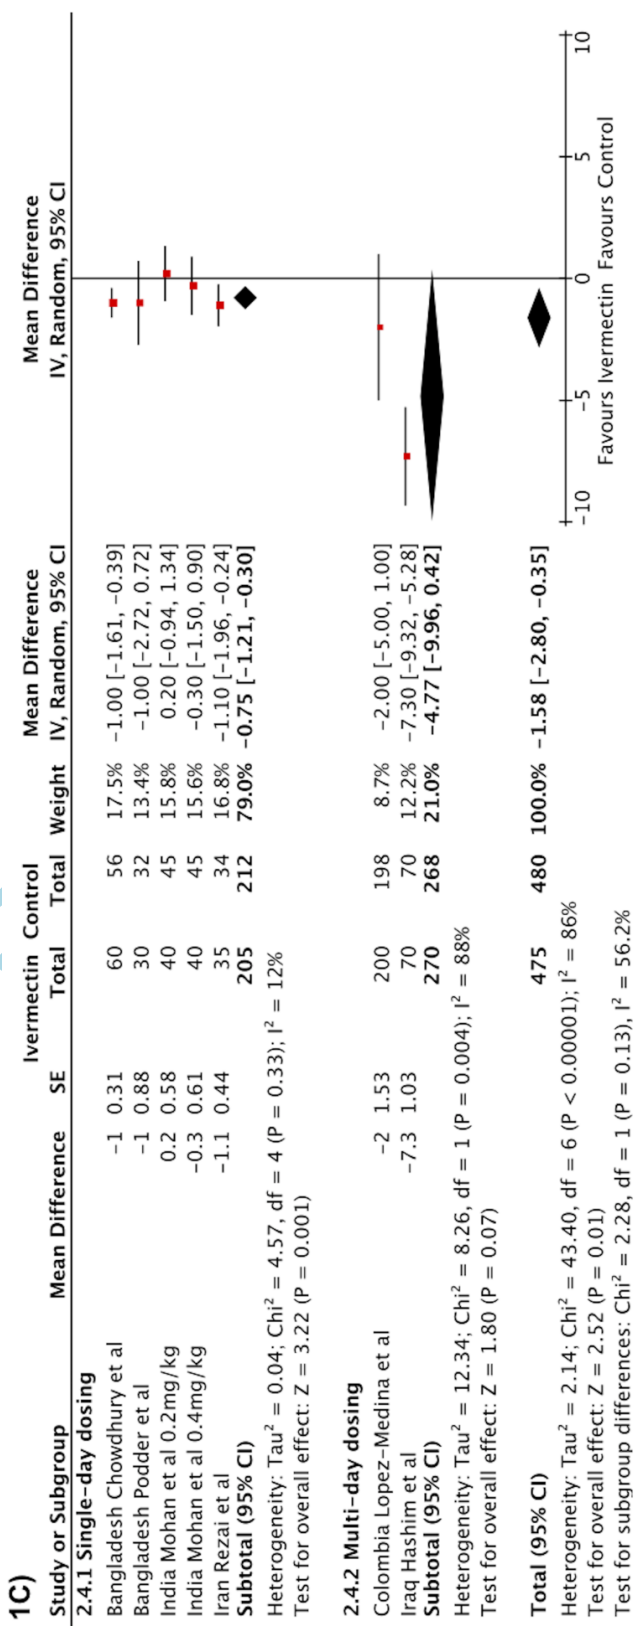 1C)
Ivermectin Control Mean Difference Mean Difference
Study or Subgroup Mean Difference SE Total Total Weight IV, Random, 95% CI IV, Random, 95% CI
2.4.1 Single-day dosing
Bangladesh Chowdhury et al −1 0.31 60 56 17.5% −1.00 [−1.61, −0.39]
Bangladesh Podder et al −1 0.88 30 32 13.4% −1.00 [−2.72, 0.72]
India Mohan et al 0.2mg/kg 0.2 0.58 40 45 15.8% 0.20 [−0.94, 1.34]
India Mohan et al 0.4mg/kg −0.3 0.61 40 45 15.6% −0.30 [−1.50, 0.90]
Iran Rezai et al −1.1 0.44 35 34 16.8% −1.10 [−1.96, −0.24]
Subtotal (95% CI) 205 212 79.0% −0.75 [−1.21, −0.30]
Heterogeneity: Tau² = 0.04; Chi² = 4.57, df = 4 (P = 0.33); I² = 12%
Test for overall effect: Z = 3.22 (P = 0.001)
2.4.2 Multi-day dosing
Colombia Lopez-Medina et al −2 1.53 200 198 8.7% −2.00 [−5.00, 1.00]
Iraq Hashim et al −7.3 1.03 70 70 12.2% −7.30 [−9.32, −5.28]
Subtotal (95% CI) 270 268 21.0% −4.77 [−9.96, 0.42]
Heterogeneity: Tau² = 12.34; Chi² = 8.26, df = 1 (P = 0.004); I² = 88%
Test for overall effect: Z = 1.80 (P = 0.07)
Total (95% CI) 475 480 100.0% −1.58 [−2.80, −0.35]
Heterogeneity: Tau² = 2.14; Chi² = 43.40, df = 6 (P < 0.00001); I² = 86%
Test for overall effect: Z = 2.52 (P = 0.01)
Test for subgroup differences: Chi² = 2.28, df = 1 (P = 0.13), I² = 56.2%
−10 −5 0 5 10
Favours Ivermectin Favours Control